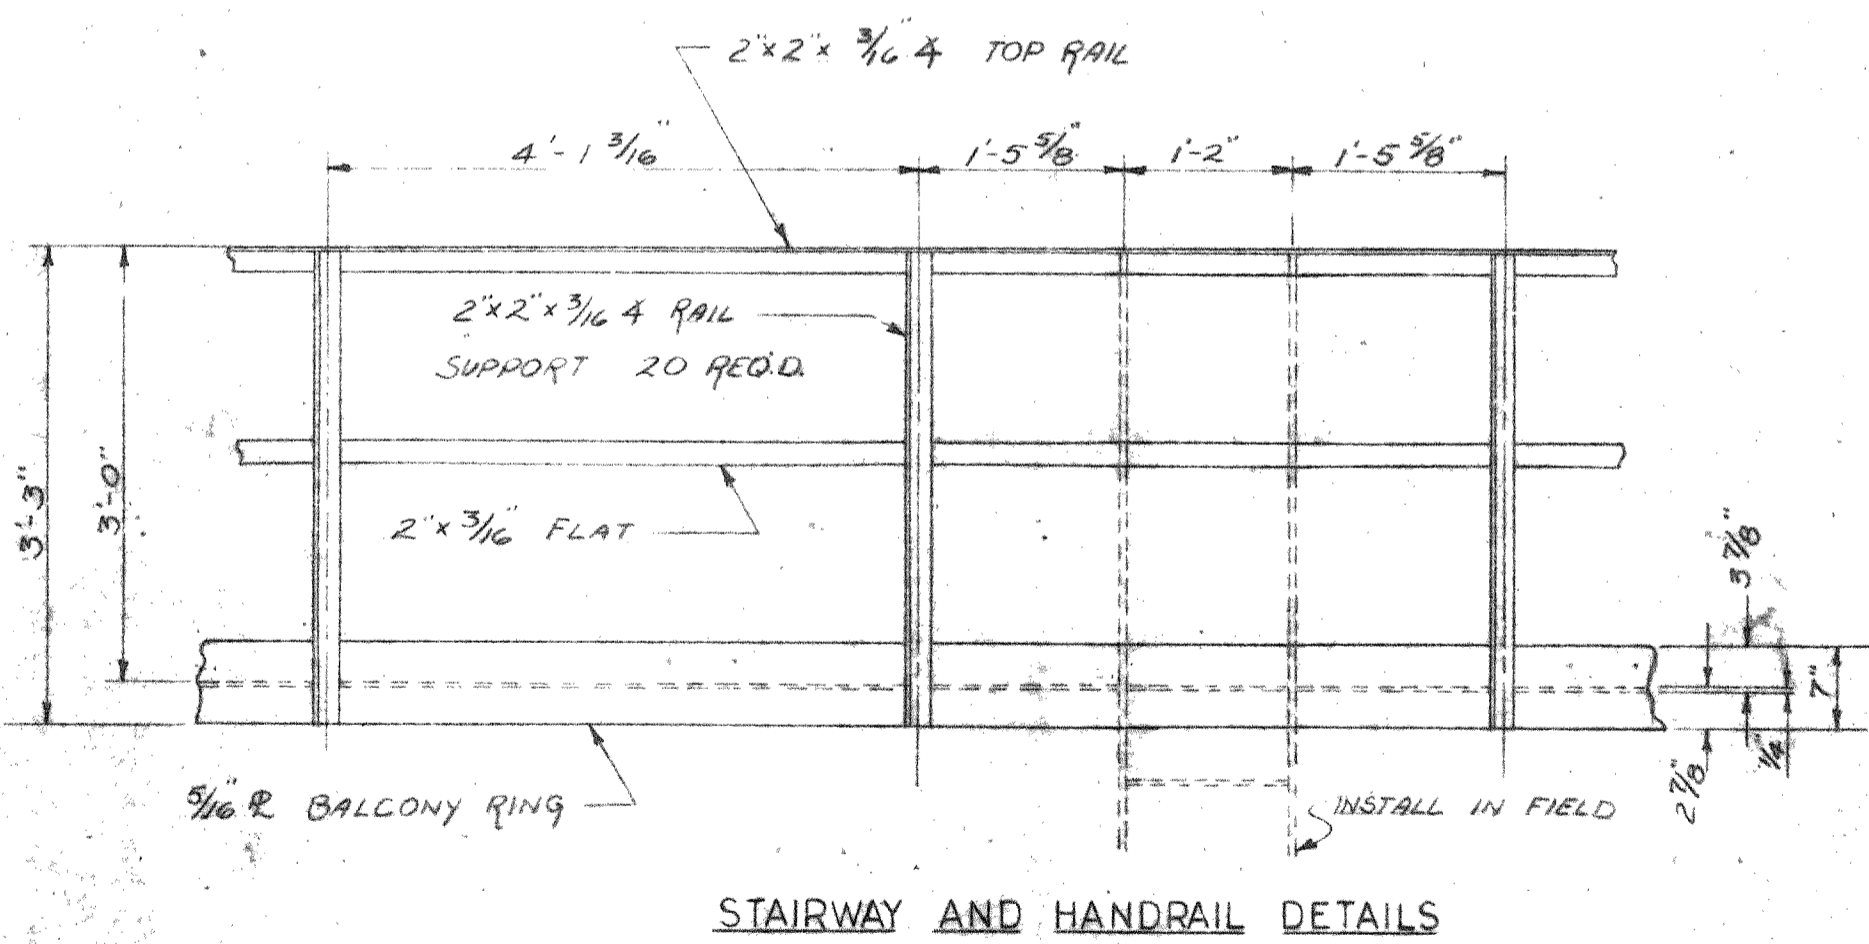 2"x2"x 3/16" ∡ TOP RAIL
4'-1 3/16"
1'-5 5/8"
1'-2"
1'-5 5/8"
2"x2"x 3/16 ∡ RAIL
SUPPORT 20 REQ'D.
3'-3"
3'-0"
2"x 3/16" FLAT
3 7/8"
7"
1/4"
2 7/8"
5/16" ℄ BALCONY RING
INSTALL IN FIELD
STAIRWAY AND HANDRAIL DETAILS